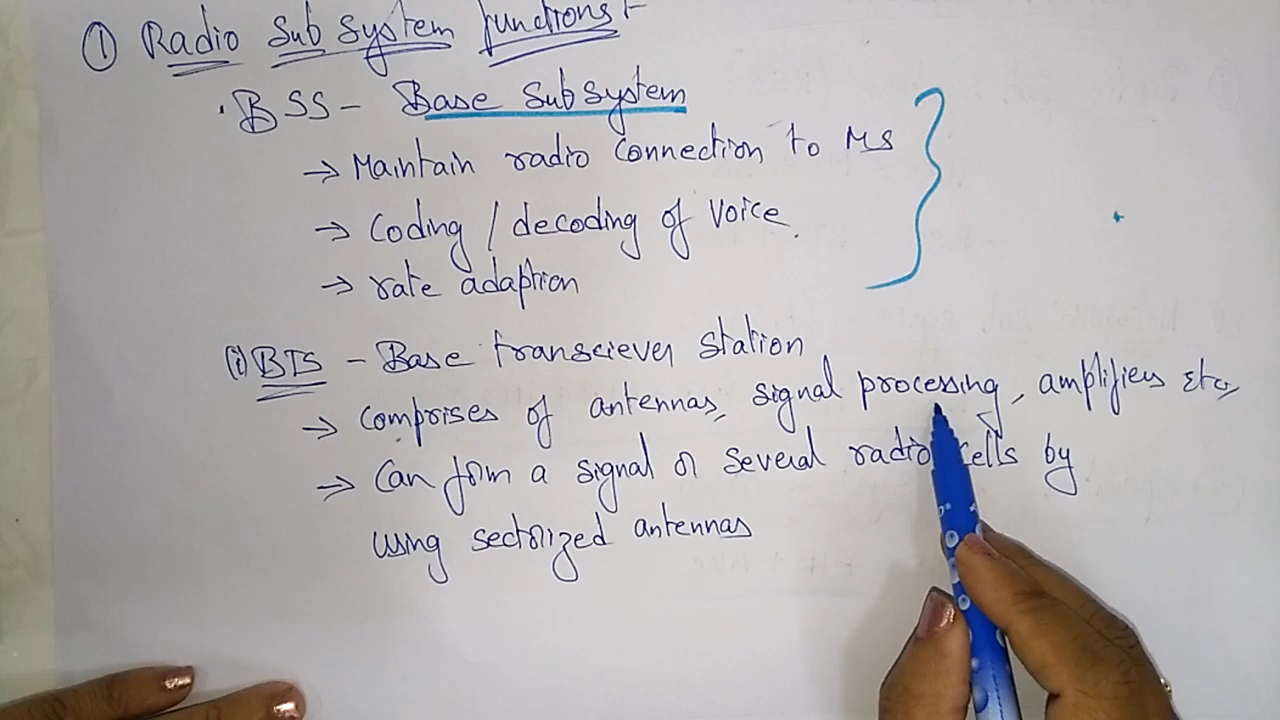 ① Radio Sub System functions:-
. BSS - Base Subsystem
→ Maintain radio Connection to MS
→ Coding / decoding of Voice.
→ rate adaption
(i) BTS - Base transciever station
→ comprises of antennas, signal processing, amplifiers etc,
→ Can form a signal or several radio cells by
using sectorized antennas